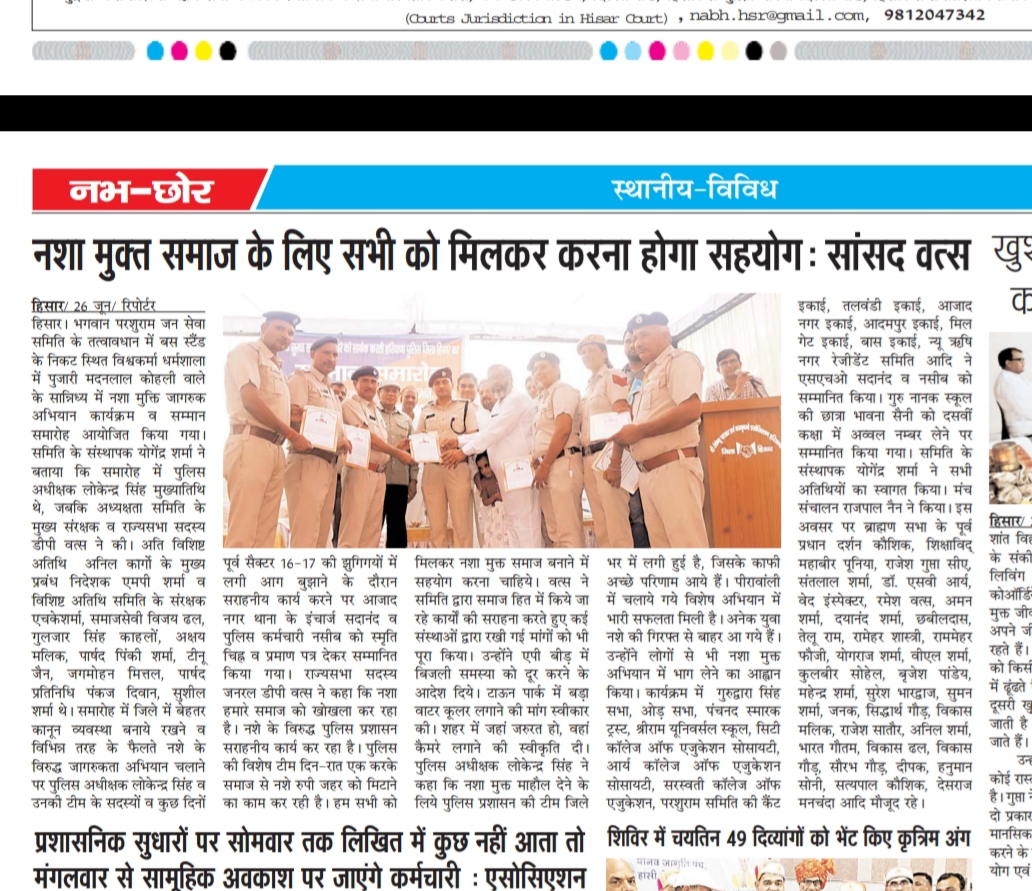 (Courts Jurisdiction in Hisar Court) , nabh.hsr@gmail.com, 9812047342
नभ-छोर
स्थानीय-विविध
नशा मुक्त समाज के लिए सभी को मिलकर करना होगा सहयोग : सांसद वत्स
हिसार/ 26 जून/ रिपोर्टर
हिसार। भगवान परशुराम जन सेवा
समिति के तत्वावधान में बस स्टैंड
के निकट स्थित विश्वकर्मा धर्मशाला
में पुजारी मदनलाल कोहली वाले
के सान्निध्य में नशा मुक्ति जागरुक
अभियान कार्यक्रम व सम्मान
समारोह आयोजित किया गया।
समिति के संस्थापक योगेंद्र शर्मा ने
बताया कि समारोह में पुलिस
अधीक्षक लोकेन्द्र सिंह मुख्यातिथि
थे, जबकि अध्यक्षता समिति के
मुख्य संरक्षक व राज्यसभा सदस्य
डीपी वत्स ने की। अति विशिष्ट
अतिथि अनिल कार्गो के मुख्य
प्रबंध निदेशक एमपी शर्मा व
विशिष्ट अतिथि समिति के संरक्षक
एचकेशर्मा, समाजसेवी विजय ढल,
गुलजार सिंह काहलों, अक्षय
मलिक, पार्षद पिंकी शर्मा, टीनू
जैन, जगमोहन मित्तल, पार्षद
प्रतिनिधि पंकज दिवान, सुशील
शर्मा थे। समारोह में जिले में बेहतर
कानून व्यवस्था बनाये रखने व
विभिन्न तरह के फैलते नशे के
विरुद्ध जागरुकता अभियान चलाने
पर पुलिस अधीक्षक लोकेन्द्र सिंह व
उनकी टीम के सदस्यों व कुछ दिनों
पूर्व सैक्टर 16-17 की झुग्गियों में
लगी आग बुझाने के दौरान
सराहनीय कार्य करने पर आजाद
नगर थाना के इंचार्ज सदानंद व
पुलिस कर्मचारी नसीब को स्मृति
चिह्न व प्रमाण पत्र देकर सम्मानित
किया गया। राज्यसभा सदस्य
जनरल डीपी वत्स ने कहा कि नशा
हमारे समाज को खोखला कर रहा
है। नशे के विरुद्ध पुलिस प्रशासन
सराहनीय कार्य कर रहा है। पुलिस
की विशेष टीम दिन-रात एक करके
समाज से नशे रुपी जहर को मिटाने
का काम कर रही है। हम सभी को
मिलकर नशा मुक्त समाज बनाने में
सहयोग करना चाहिये। वत्स ने
समिति द्वारा समाज हित में किये जा
रहे कार्यों की सराहना करते हुए कई
संस्थाओं द्वारा रखी गई मांगों को भी
पूरा किया। उन्होंने एपी बीड़ में
बिजली समस्या को दूर करने के
आदेश दिये। टाऊन पार्क में बड़ा
वाटर कूलर लगाने की मांग स्वीकार
की। शहर में जहां जरुरत हो, वहां
कैमरे लगाने की स्वीकृति दी।
पुलिस अधीक्षक लोकेन्द्र सिंह ने
कहा कि नशा मुक्त माहौल देने के
लिये पुलिस प्रशासन की टीम जिले
भर में लगी हुई है, जिसके काफी
अच्छे परिणाम आये हैं। पीरावांली
में चलाये गये विशेष अभियान में
भारी सफलता मिली है। अनेक युवा
नशे की गिरफ्त से बाहर आ गये हैं।
उन्होंने लोगों से भी नशा मुक्त
अभियान में भाग लेने का आह्वान
किया। कार्यक्रम में गुरुद्वारा सिंह
सभा, ओड़ सभा, पंचनद स्मारक
ट्रस्ट, श्रीराम यूनिवर्सल स्कूल, सिटी
कॉलेज ऑफ एजुकेशन सोसायटी,
आर्य कॉलेज ऑफ एजुकेशन
सोसायटी, सरस्वती कॉलेज ऑफ
एजुकेशन, परशुराम समिति की कैंट
इकाई, तलवंडी इकाई, आजाद
नगर इकाई, आदमपुर इकाई, मिल
गेट इकाई, बास इकाई, न्यू ऋषि
नगर रेजीडेंट समिति आदि ने
एसएचओ सदानंद व नसीब को
सम्मानित किया। गुरु नानक स्कूल
की छात्रा भावना सैनी को दसवीं
कक्षा में अव्वल नम्बर लेने पर
सम्मानित किया गया। समिति के
संस्थापक योगेंद्र शर्मा ने सभी
अतिथियों का स्वागत किया। मंच
संचालन राजपाल नैन ने किया। इस
अवसर पर ब्राह्मण सभा के पूर्व
प्रधान दर्शन कौशिक, शिक्षाविद्
महाबीर पूनिया, राजेश गुप्ता सीए,
संतलाल शर्मा, डॉ. एसवी आर्य,
वेद इंस्पेक्टर, रमेश वत्स, अमन
शर्मा, दयानंद शर्मा, छबीलदास,
तेलू राम, रामेहर शास्त्री, राममेहर
फौजी, योगराज शर्मा, वीएल शर्मा,
कुलबीर सोहेल, बृजेश पांडेय,
महेन्द्र शर्मा, सुरेश भारद्वाज, सुमन
शर्मा, जनक, सिद्धार्थ गौड़, विकास
मलिक, राजेश सातौर, अनिल शर्मा,
भारत गौतम, विकास ढल, विकास
गौड़, सौरभ गौड़, दीपक, हनुमान
सोनी, सत्यपाल कौशिक, देसराज
मनचंदा आदि मौजूद रहे।
प्रशासनिक सुधारों पर सोमवार तक लिखित में कुछ नहीं आता तो
मंगलवार से सामूहिक अवकाश पर जाएंगे कर्मचारी : एसोसिएशन
शिविर में चयतिन 49 दिव्यांगों को भेंट किए कृत्रिम अंग
हिसार/
के संकी
लिविंग
कोऑर्डि
मुक्त जीव
अपने जी
रहते हैं।
को किसी
में ढूंढते
दूसरी खु
जाती है
जाते हैं।
कोई रास
है। गुप्ता ने
दो प्रकार
मानसिक
करने के
योग एवं